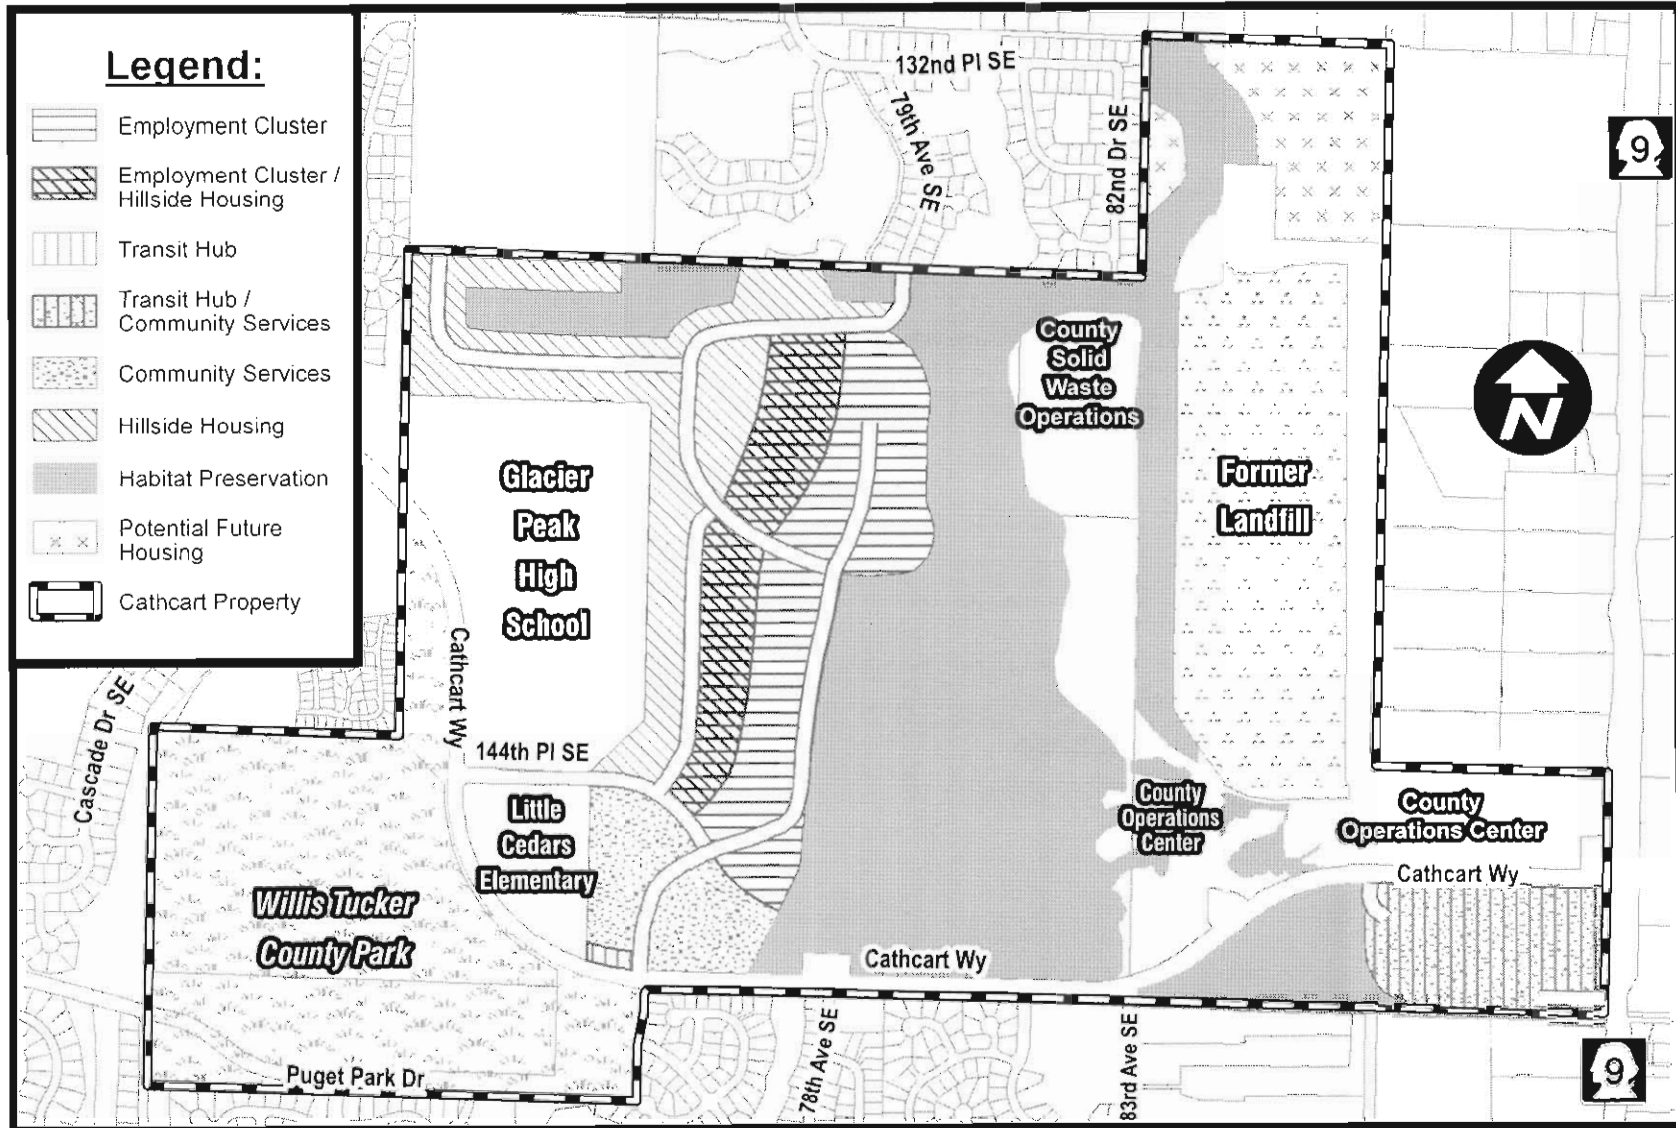 Legend:
Employment Cluster
Employment Cluster /
Hillside Housing
Transit Hub
Transit Hub /
Community Services
Community Services
Hillside Housing
Habitat Preservation
Potential Future
Housing
Cathcart Property
132nd Pl SE
79th Ave SE
82nd Dr SE
9
County
Solid
Waste
Operations
N
Glacier
Peak
High
School
Former
Landfill
Cathcart Wy
Cascade Dr SE
144th Pl SE
Little
Cedars
Elementary
County
Operations
Center
County
Operations Center
Cathcart Wy
Willis Tucker
County Park
Cathcart Wy
Puget Park Dr
78th Ave SE
83rd Ave SE
9